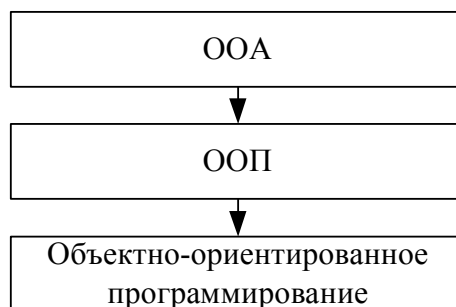 ООА
ООП
Объектно-ориентированное
программирование